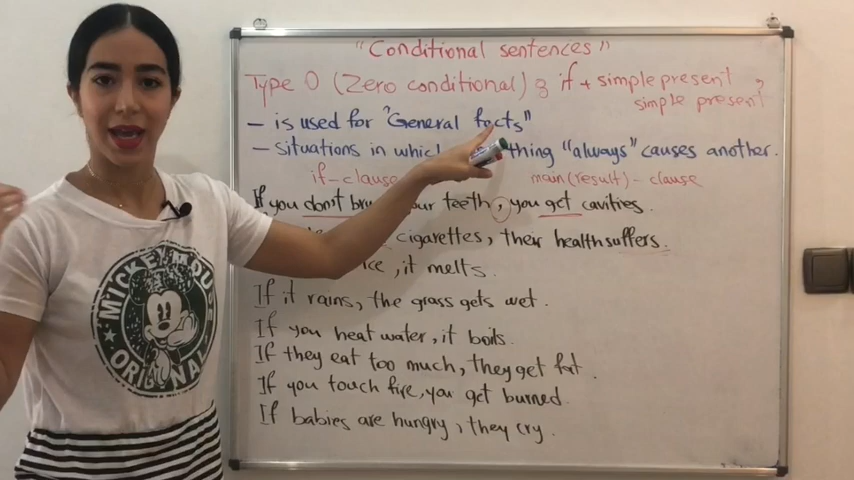 "Conditional sentences"
Type 0 (Zero conditional) : if + simple present ,
simple present
- is used for "General facts"
- situations in which thing "always" causes another.
if-clause main (result) - clause
If you don't your teeth, you get cavities.
cigarettes, their health suffers.
ice, it melts.
If it rains, the grass gets wet.
If you heat water, it boils.
If they eat too much, they get fat.
If you touch fire, you get burned.
If babies are hungry, they cry.
MICKEY MOUSE
ORIGINAL